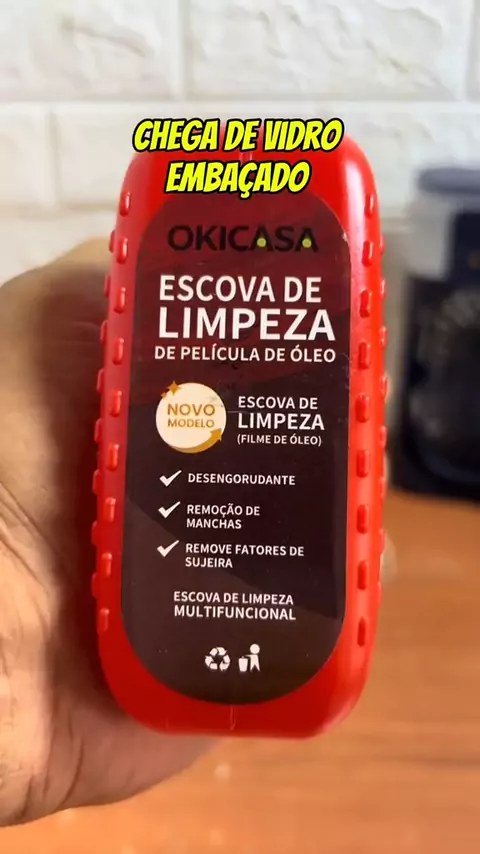 CHEGA DE VIDRO
EMBAÇADO
OKICASA
ESCOVA DE
LIMPEZA
DE PELÍCULA DE ÓLEO
NOVO
MODELO
ESCOVA DE
LIMPEZA
(FILME DE ÓLEO)
DESENGORUDANTE
REMOÇÃO DE
MANCHAS
REMOVE FATORES DE
SUJEIRA
ESCOVA DE LIMPEZA
MULTIFUNCIONAL